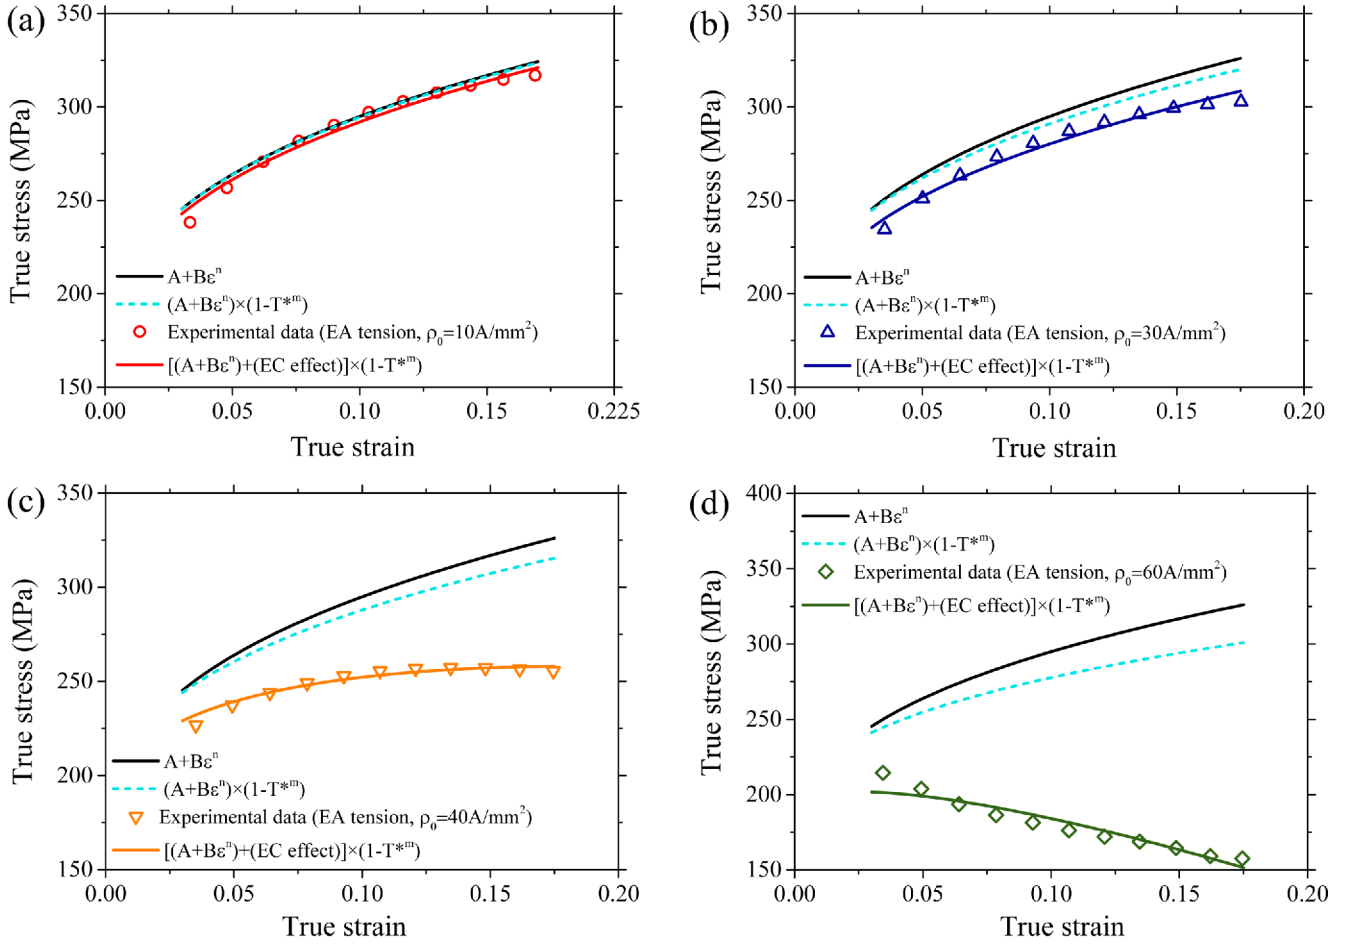 (a)
350
300
250
200
150
True stress (MPa)
A+Bεⁿ
(A+Bεⁿ)×(1-T*ᵐ)
Experimental data (EA tension, ρ₀=10A/mm²)
[(A+Bεⁿ)+(EC effect)]×(1-T*ᵐ)
0.00 0.05 0.10 0.15 0.225
True strain
(b)
350
300
250
200
150
True stress (MPa)
A+Bεⁿ
(A+Bεⁿ)×(1-T*ᵐ)
Experimental data (EA tension, ρ₀=30A/mm²)
[(A+Bεⁿ)+(EC effect)]×(1-T*ᵐ)
0.00 0.05 0.10 0.15 0.20
True strain
(c)
350
300
250
200
150
True stress (MPa)
A+Bεⁿ
(A+Bεⁿ)×(1-T*ᵐ)
Experimental data (EA tension, ρ₀=40A/mm²)
[(A+Bεⁿ)+(EC effect)]×(1-T*ᵐ)
0.00 0.05 0.10 0.15 0.20
True strain
(d)
400
350
300
250
200
150
True stress (MPa)
A+Bεⁿ
(A+Bεⁿ)×(1-T*ᵐ)
Experimental data (EA tension, ρ₀=60A/mm²)
[(A+Bεⁿ)+(EC effect)]×(1-T*ᵐ)
0.00 0.05 0.10 0.15 0.20
True strain